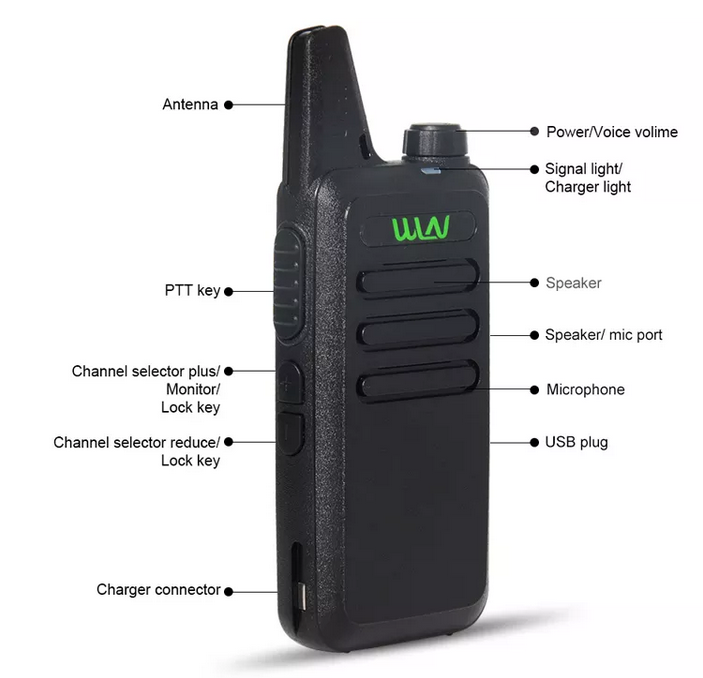 Antenna
Power/Voice volime
Signal light/
Charger light
WLN
PTT key
Speaker
Speaker/ mic port
Channel selector plus/
Monitor/
Lock key
Microphone
Channel selector reduce/
Lock key
USB plug
Charger connector